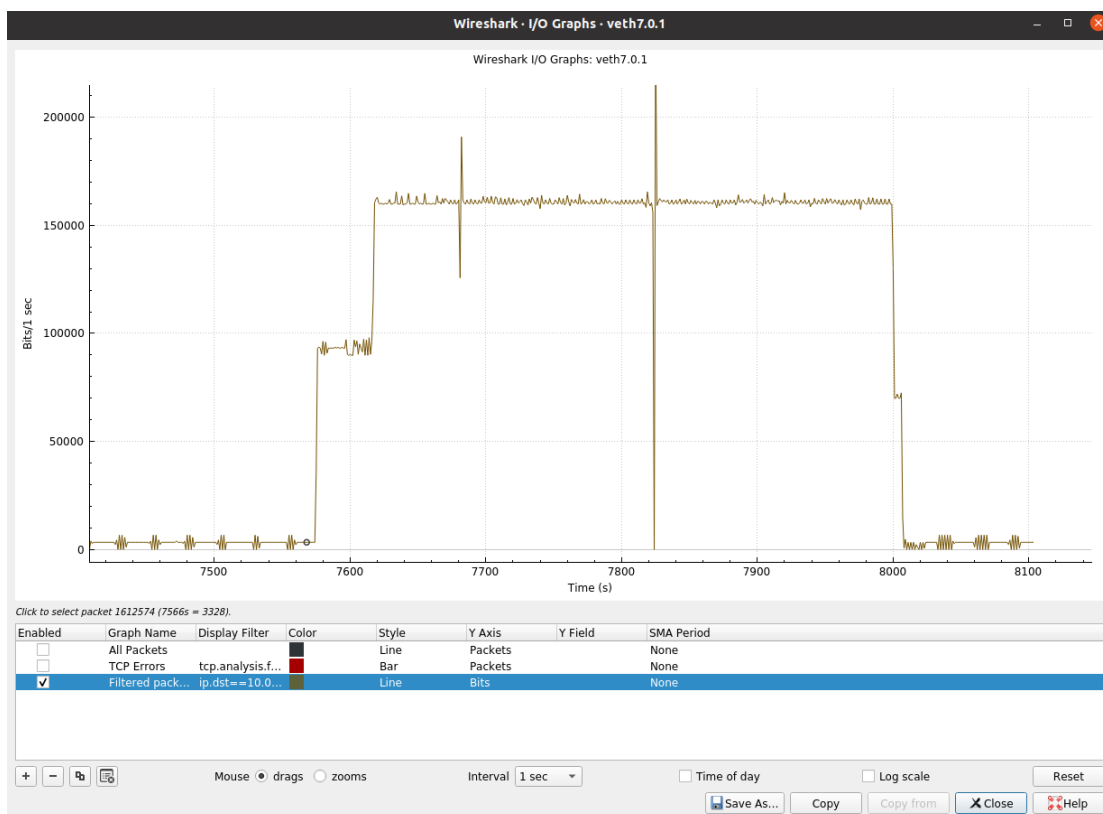 Wireshark · I/O Graphs · veth7.0.1
Wireshark I/O Graphs: veth7.0.1
200000
150000
100000
50000
0
Bits/1 sec
7500 7600 7700 7800 7900 8000 8100
Time (s)
Click to select packet 1612574 (7566s = 3328).
Enabled Graph Name Display Filter Color Style Y Axis Y Field SMA Period
All Packets Line Packets None
TCP Errors tcp.analysis.f... Bar Packets None
Filtered pack... ip.dst==10.0... Line Bits None
Mouse drags zooms Interval 1 sec Time of day Log scale Reset
Save As... Copy Copy from Close Help